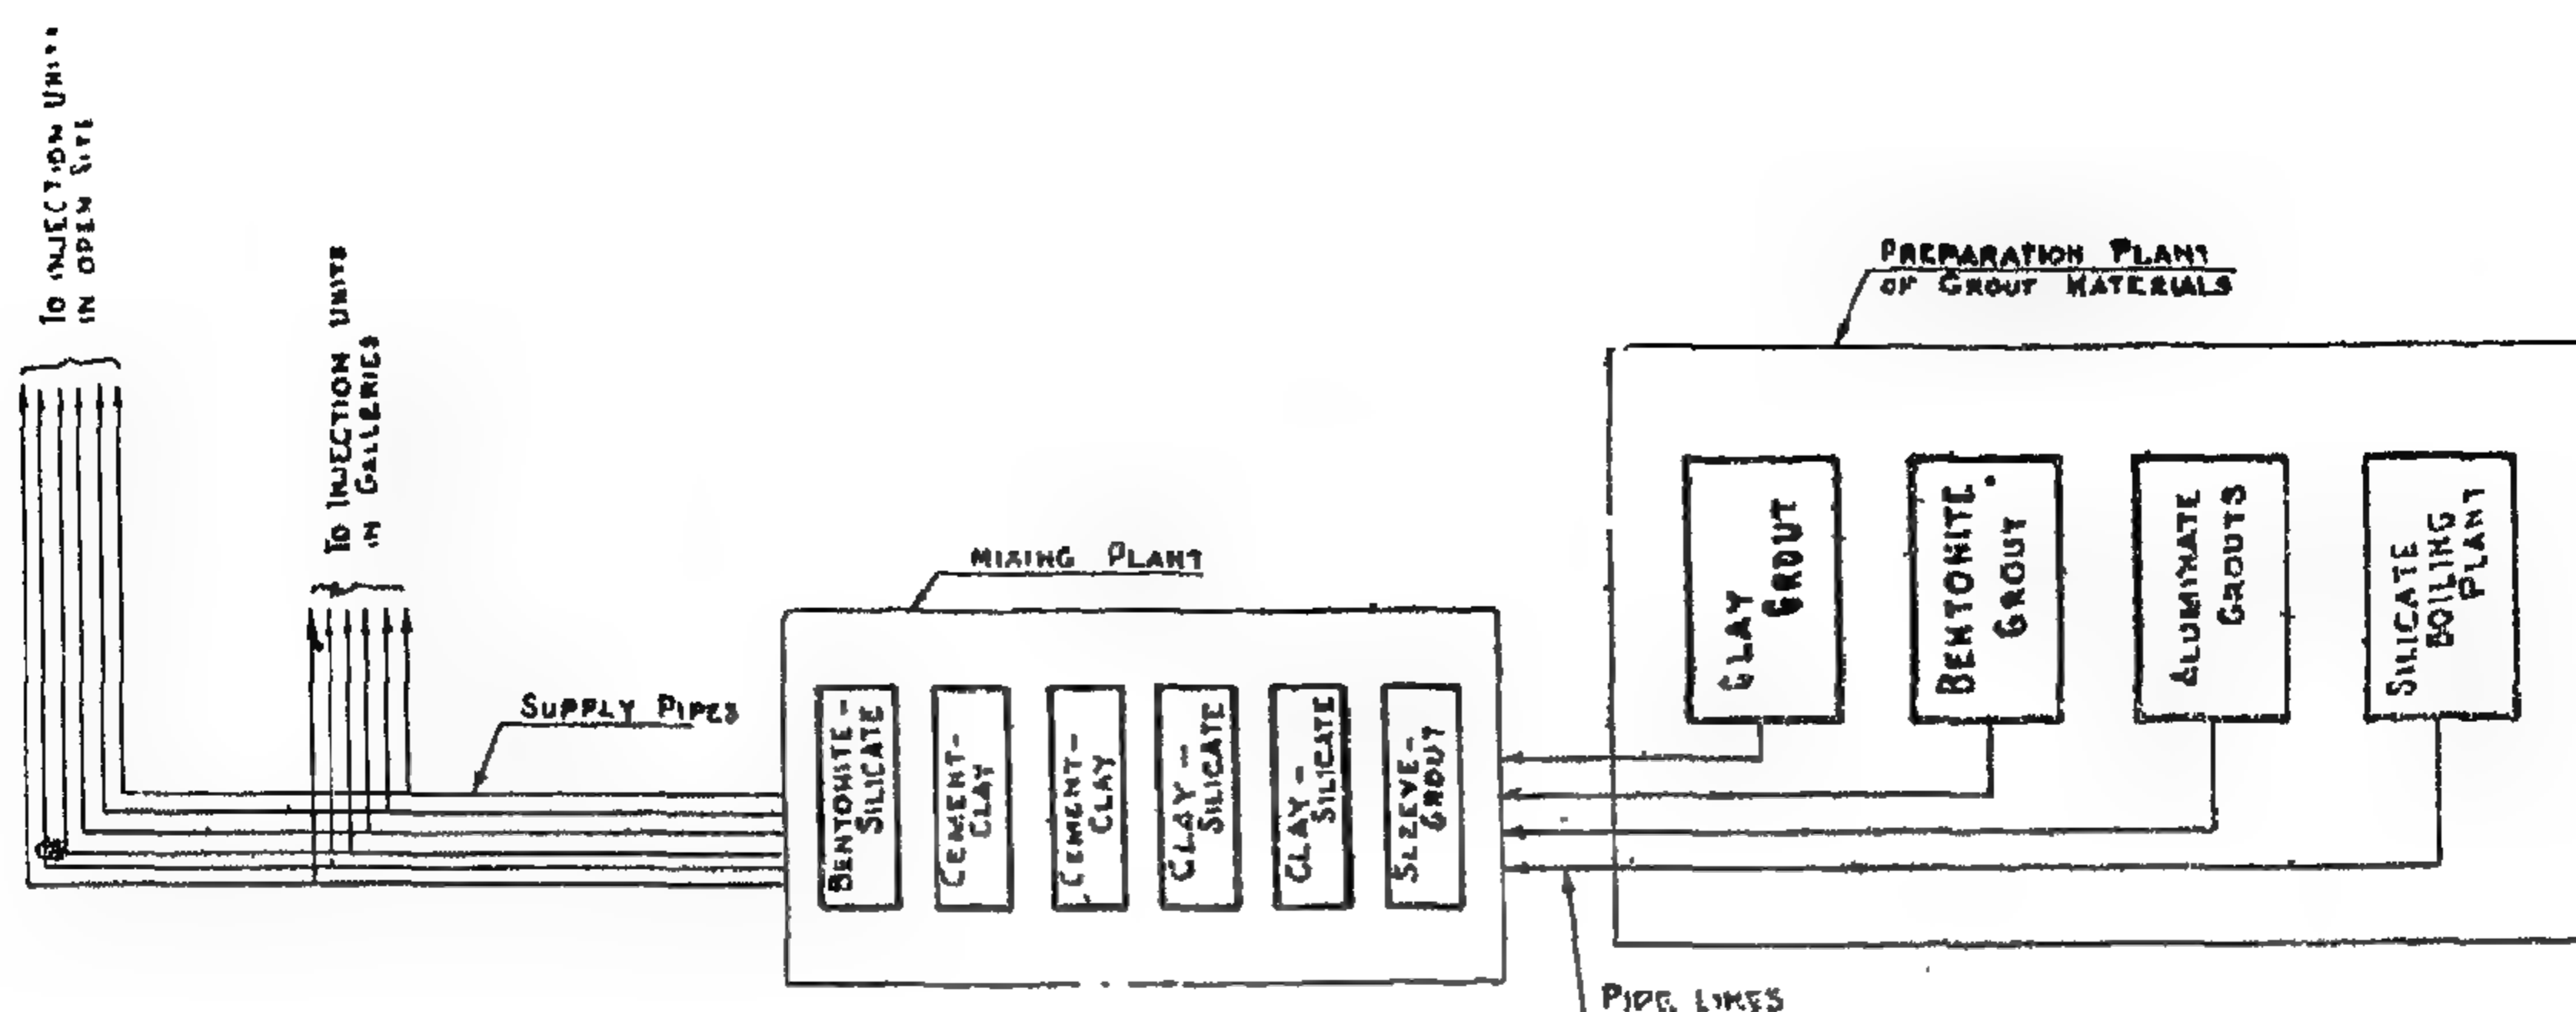 To INJECTION UNITS
IN OPEN SITE
To INJECTION UNITS
IN GALLERIES
SUPPLY PIPES
MIXING PLANT
BENTONITE-
SILICATE
CEMENT-
CLAY
CEMENT-
CLAY
CLAY-
SILICATE
CLAY-
SILICATE
SLEEVE-
GROUT
PREPARATION PLANT
OF GROUT MATERIALS
CLAY
GROUT
BENTONITE
GROUT
ALUMINATE
GROUTS
SILICATE
BOILING
PLANT
PIPE LINES